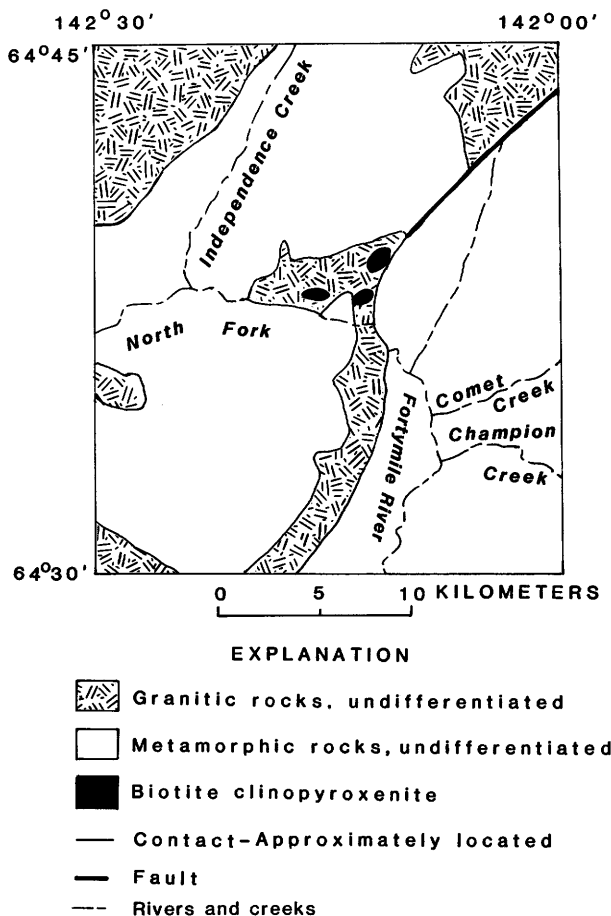 142°30' 142°00'
64°45'
Independence Creek
North Fork
Comet Creek
Champion Creek
Fortymile River
64°30'
0 5 10 KILOMETERS
EXPLANATION
Granitic rocks, undifferentiated
Metamorphic rocks, undifferentiated
Biotite clinopyroxenite
Contact-Approximately located
Fault
Rivers and creeks